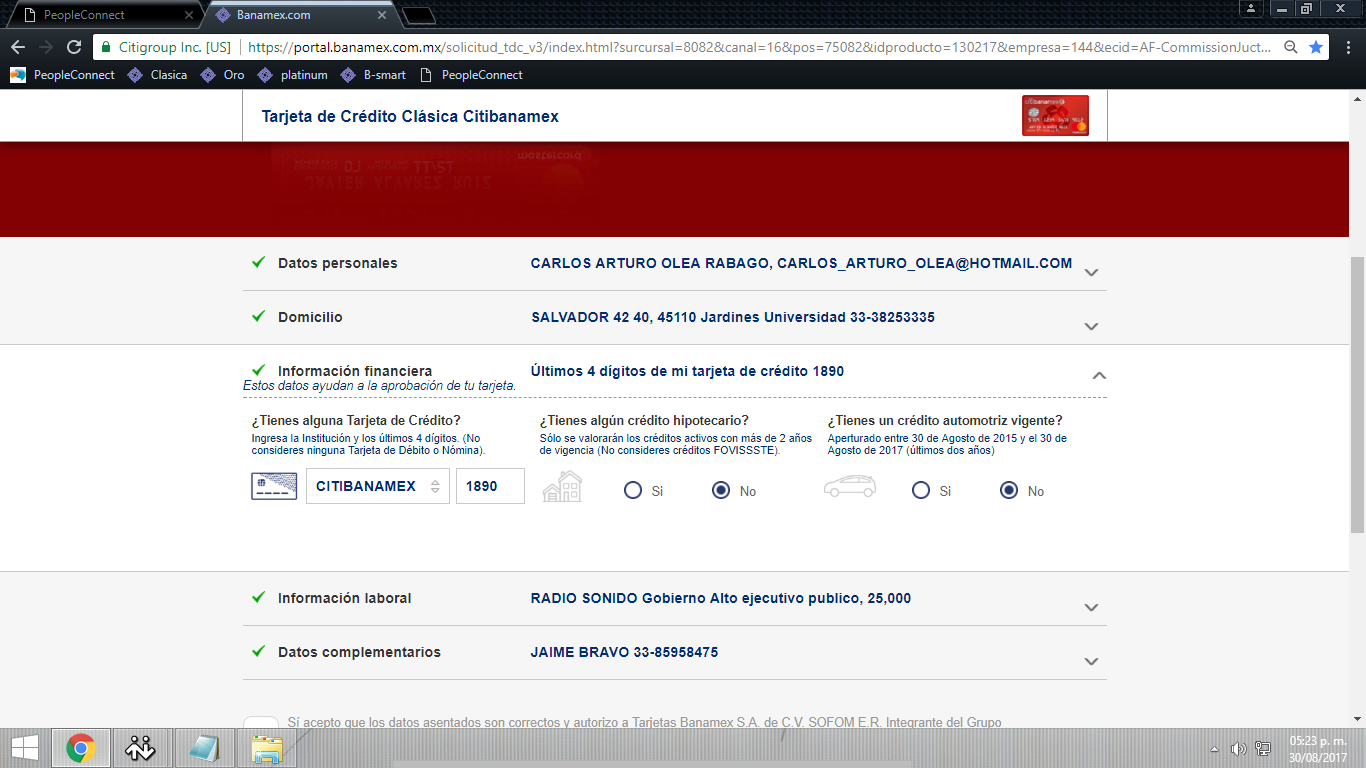 PeopleConnect
Banamex.com
Citigroup Inc. [US]
https://portal.banamex.com.mx/solicitud_tdc_v3/index.html?surcursal=8082&canal=16&pos=75082&idproducto=130217&empresa=144&ecid=AF-CommissionJuct...
PeopleConnect
Clasica
Oro
platinum
B-smart
PeopleConnect
Tarjeta de Crédito Clásica Citibanamex
Datos personales
CARLOS ARTURO OLEA RABAGO, CARLOS_ARTURO_OLEA@HOTMAIL.COM
Domicilio
SALVADOR 42 40, 45110 Jardines Universidad 33-38253335
Información financiera
Últimos 4 dígitos de mi tarjeta de crédito 1890
Estos datos ayudan a la aprobación de tu tarjeta.
¿Tienes alguna Tarjeta de Crédito?
Ingresa la Institución y los últimos 4 dígitos. (No
consideres ninguna Tarjeta de Débito o Nómina).
CITIBANAMEX
1890
¿Tienes algún crédito hipotecario?
Sólo se valorarán los créditos activos con más de 2 años
de vigencia (No consideres créditos FOVISSSTE).
Si
No
¿Tienes un crédito automotriz vigente?
Aperturado entre 30 de Agosto de 2015 y el 30 de
Agosto de 2017 (últimos dos años)
Si
No
Información laboral
RADIO SONIDO Gobierno Alto ejecutivo publico, 25,000
Datos complementarios
JAIME BRAVO 33-85958475
Sí acepto que los datos asentados son correctos y autorizo a Tarjetas Banamex S.A. de C.V. SOFOM E.R. Integrante del Grupo
05:23 p. m.
30/08/2017